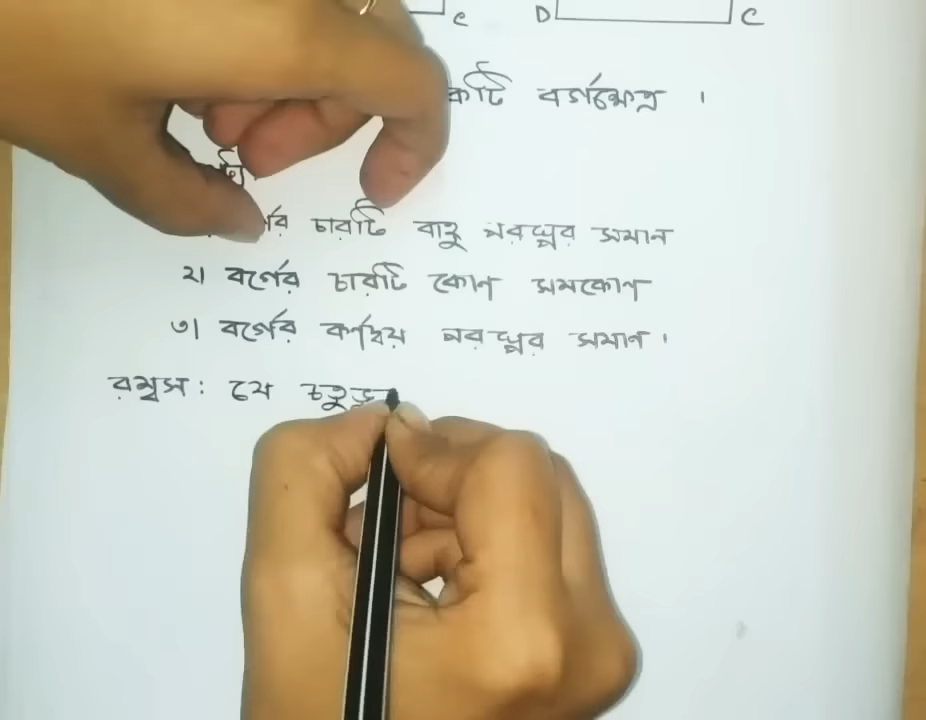 C D C
কটি বর্গক্ষেত্র ।
র চারটি বাহু পরস্পর সমান
২। বর্গের চারটি কোণ সমকোণ
৩। বর্গের কর্ণদ্বয় পরস্পর সমান ।
রম্বস : যে চতুর্ভু